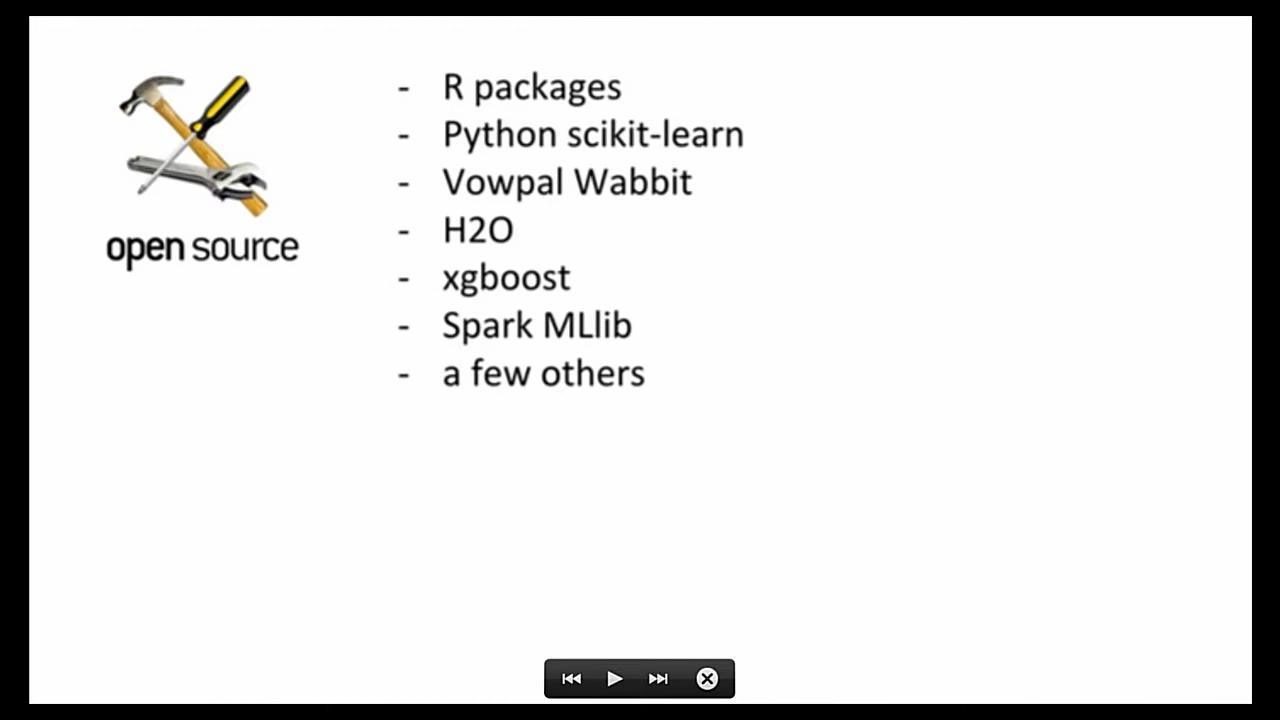 open source
- R packages
- Python scikit-learn
- Vowpal Wabbit
- H2O
- xgboost
- Spark MLlib
- a few others